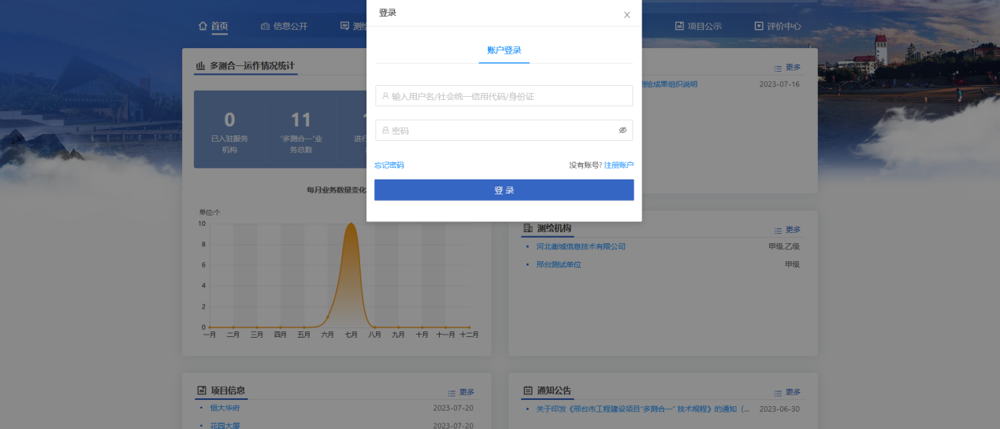 登录
首页
信息公开
测绘
项目公示
评价中心
账户登录
多测合一运作情况统计
更多
成果组织说明
2023-07-16
输入用户名/社会统一信用代码/身份证
密码
0
已入驻服务
机构
11
"多测合一"业
务总数
进行
忘记密码
没有账号? 注册账户
登 录
每月业务数量变化
单位:个
10
8
6
4
2
0
一月
二月
三月
四月
五月
六月
七月
八月
九月
十月
十一月
十二月
测绘机构
更多
河北衡城信息技术有限公司
甲级,乙级
邢台测试单位
甲级
项目信息
更多
恒大华府
2023-07-20
花园大厦
2023-07-20
通知公告
更多
关于印发《邢台市工程建设项目"多测合一" 技术规程》的通知（...
2023-06-30